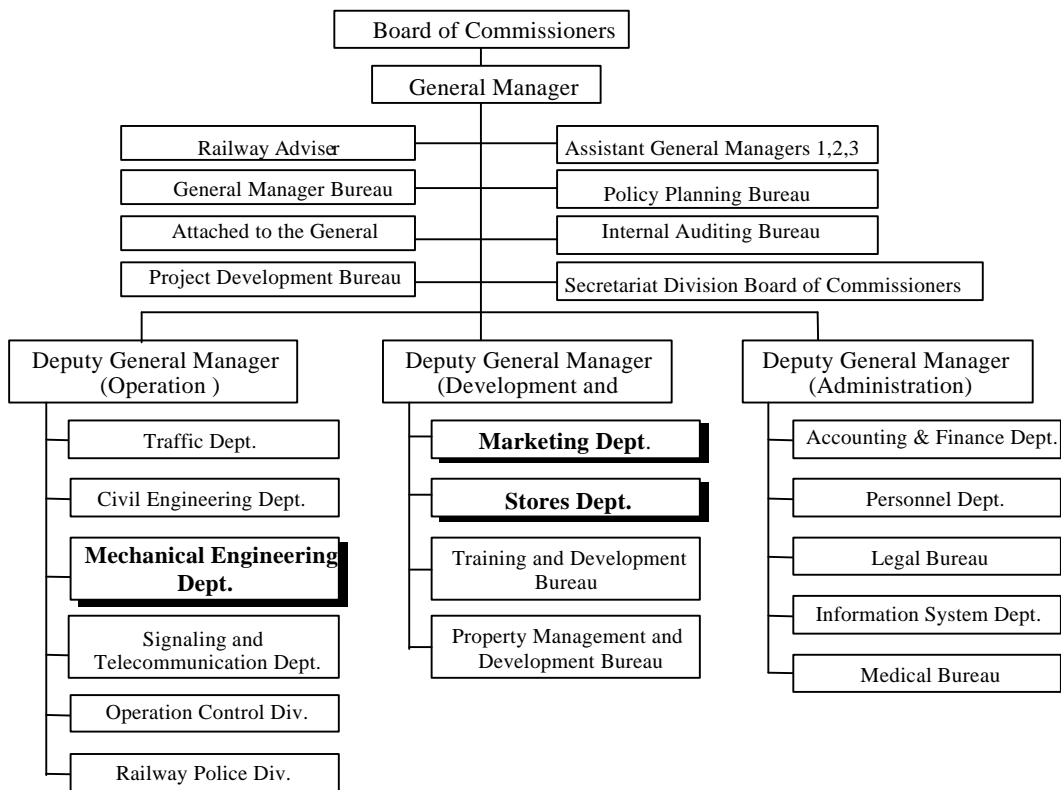 Board of Commissioners
General Manager
Railway Adviser
Assistant General Managers 1,2,3
General Manager Bureau
Policy Planning Bureau
Attached to the General
Internal Auditing Bureau
Project Development Bureau
Secretariat Division Board of Commissioners
Deputy General Manager
(Operation )
Traffic Dept.
Civil Engineering Dept.
Mechanical Engineering
Dept.
Signaling and
Telecommunication Dept.
Operation Control Div.
Railway Police Div.
Deputy General Manager
(Development and
Marketing Dept.
Stores Dept.
Training and Development
Bureau
Property Management and
Development Bureau
Deputy General Manager
(Administration)
Accounting & Finance Dept.
Personnel Dept.
Legal Bureau
Information System Dept.
Medical Bureau